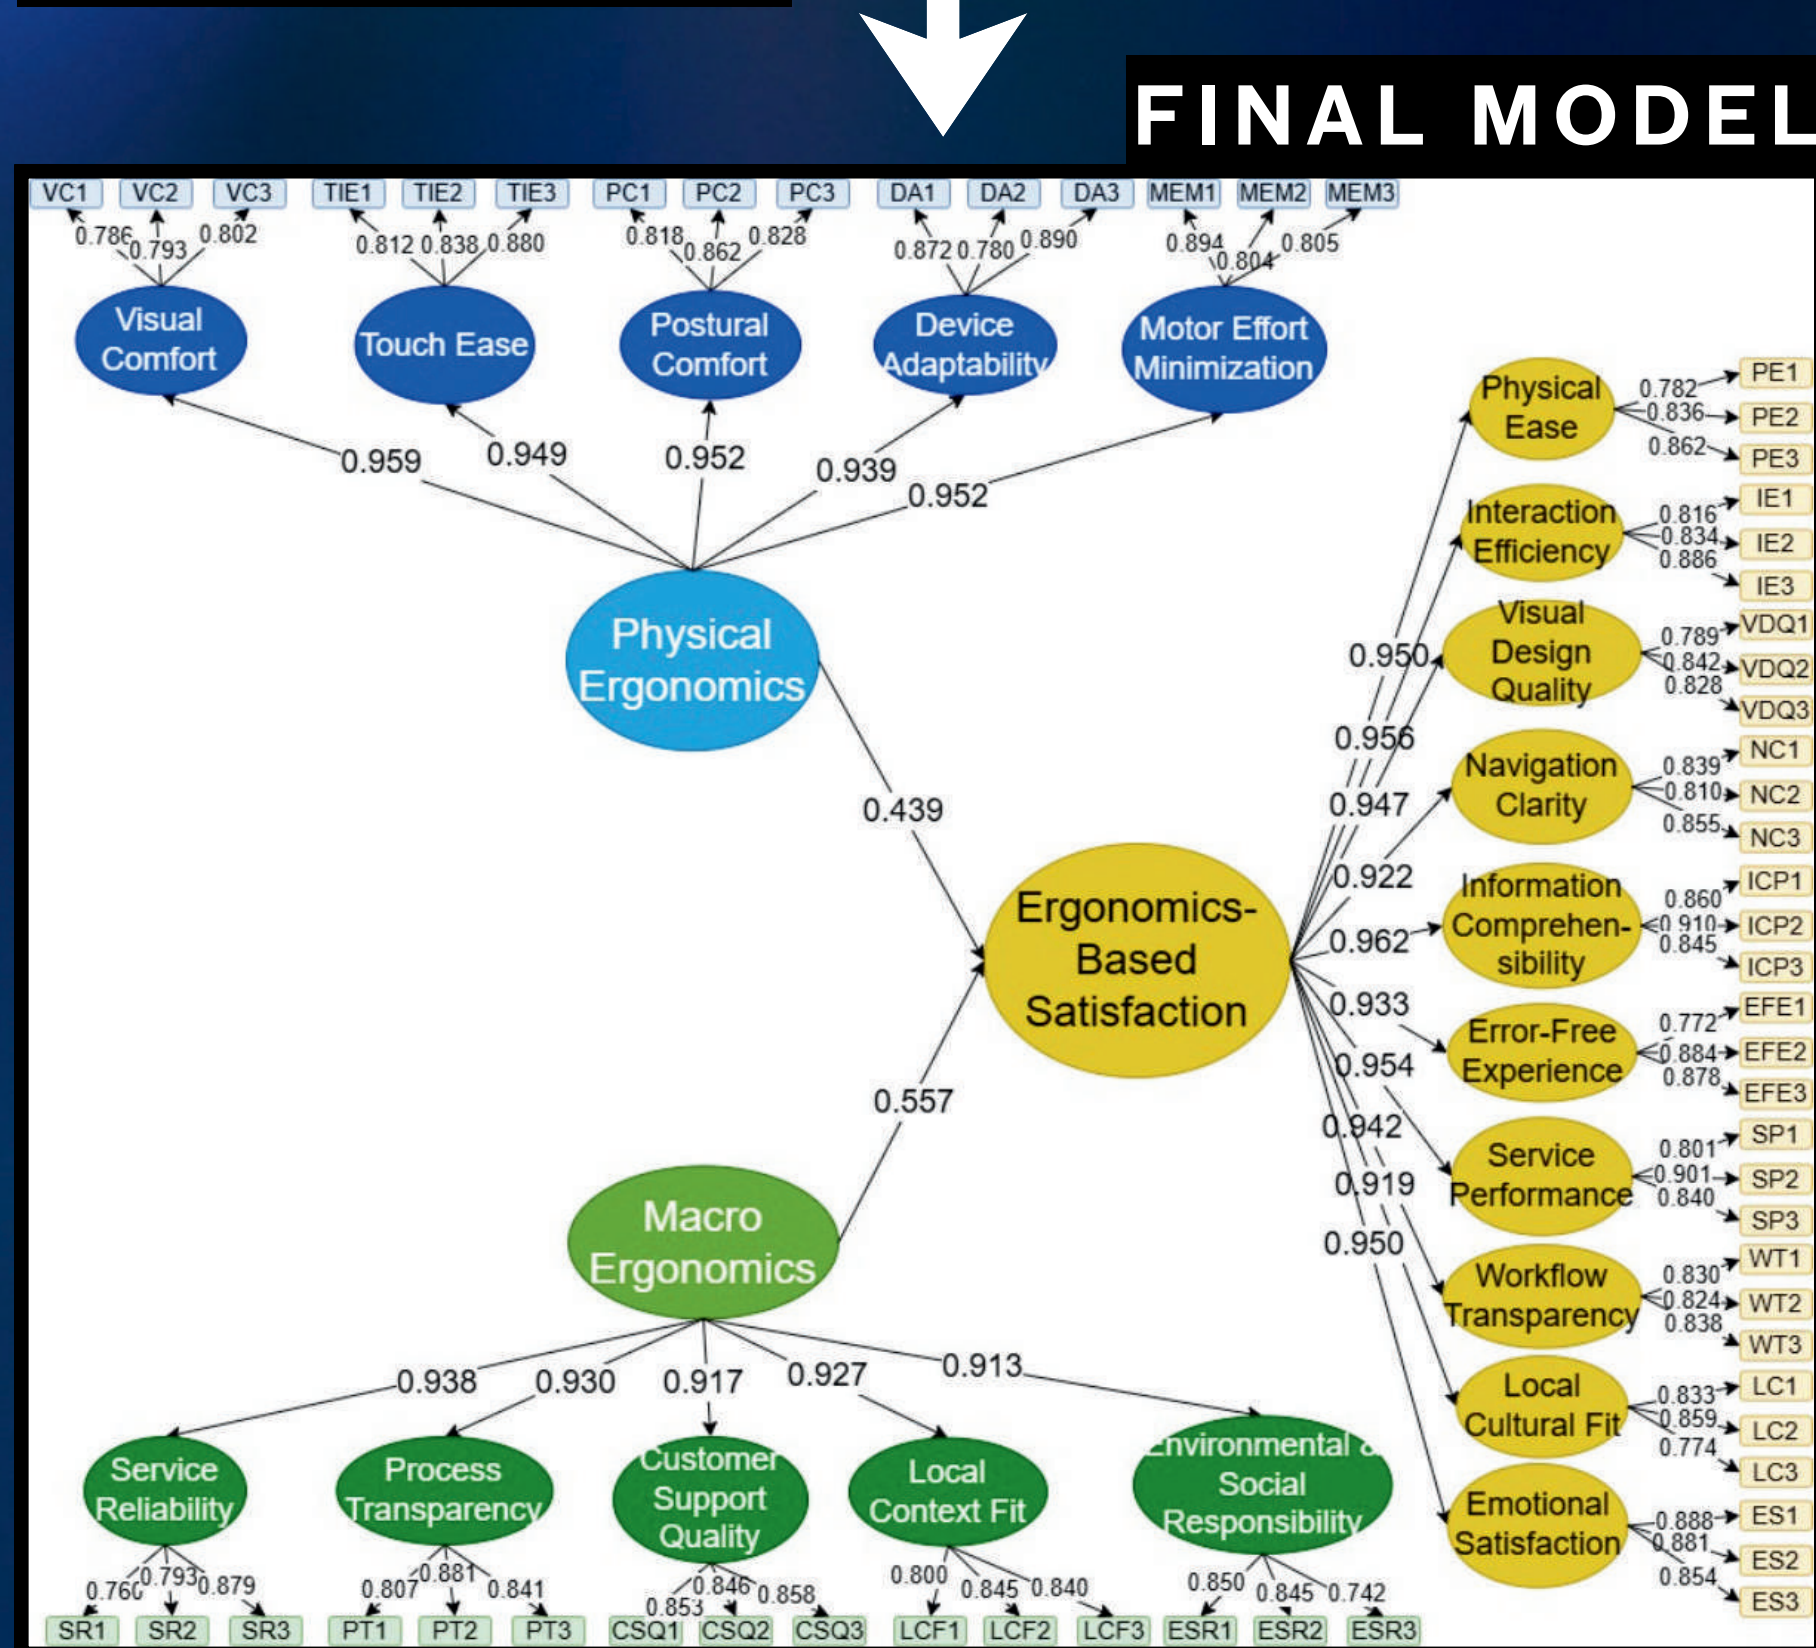 FINAL MODEL
VC1 VC2 VC3 TIE1 TIE2 TIE3 PC1 PC2 PC3 DA1 DA2 DA3 MEM1 MEM2 MEM3
0.786 0.793 0.802 0.812 0.838 0.880 0.818 0.862 0.828 0.872 0.780 0.890 0.894 0.804 0.805
Visual
Comfort
Touch Ease
Postural
Comfort
Device
Adaptability
Motor Effort
Minimization
0.959 0.949 0.952 0.939 0.952
Physical
Ergonomics
0.439
Ergonomics-
Based
Satisfaction
0.557
Macro
Ergonomics
0.938 0.930 0.917 0.927 0.913
Service
Reliability
Process
Transparency
Customer
Support
Quality
Local
Context Fit
Environmental &
Social
Responsibility
0.760 0.793 0.879 0.807 0.881 0.841 0.853 0.846 0.858 0.800 0.845 0.840 0.850 0.845 0.742
SR1 SR2 SR3 PT1 PT2 PT3 CSQ1 CSQ2 CSQ3 LCF1 LCF2 LCF3 ESR1 ESR2 ESR3
0.950
0.956
0.947
0.922
0.962
0.933
0.954
0.942
0.919
0.950
Physical
Ease
0.782 PE1
0.836 PE2
0.862 PE3
Interaction
Efficiency
0.816 IE1
0.834 IE2
0.886 IE3
Visual
Design
Quality
0.789 VDQ1
0.842 VDQ2
0.828 VDQ3
Navigation
Clarity
0.839 NC1
0.810 NC2
0.855 NC3
Information
Comprehen-
sibility
0.860 ICP1
0.910 ICP2
0.845 ICP3
Error-Free
Experience
0.772 EFE1
0.884 EFE2
0.878 EFE3
Service
Performance
0.801 SP1
0.901 SP2
0.840 SP3
Workflow
Transparency
0.830 WT1
0.824 WT2
0.838 WT3
Local
Cultural Fit
0.833 LC1
0.859 LC2
0.774 LC3
Emotional
Satisfaction
0.888 ES1
0.881 ES2
0.854 ES3